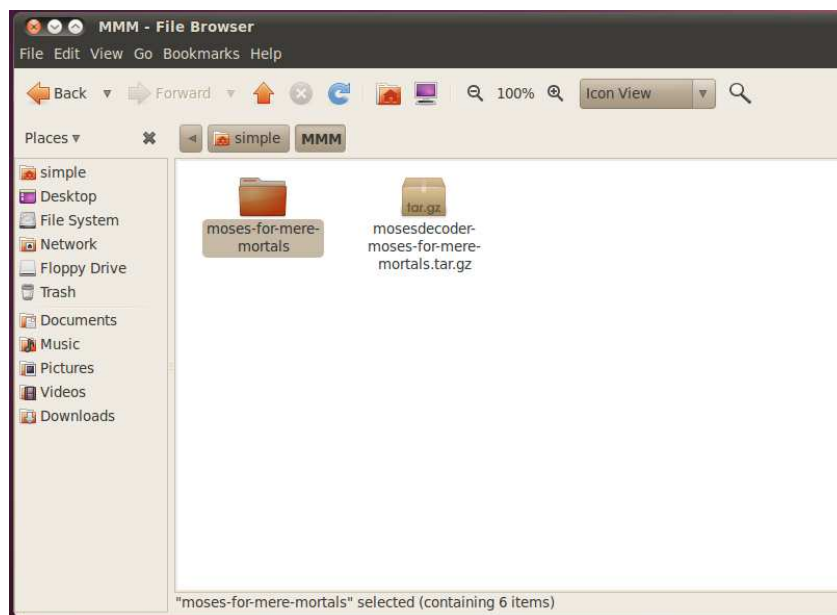 MMM - File Browser
File Edit View Go Bookmarks Help
Back Forward 100% Icon View
Places simple MMM
simple
Desktop
File System
Network
Floppy Drive
Trash
Documents
Music
Pictures
Videos
Downloads
moses-for-mere-
mortals
tar.gz
mosesdecoder-
moses-for-mere-
mortals.tar.gz
"moses-for-mere-mortals" selected (containing 6 items)